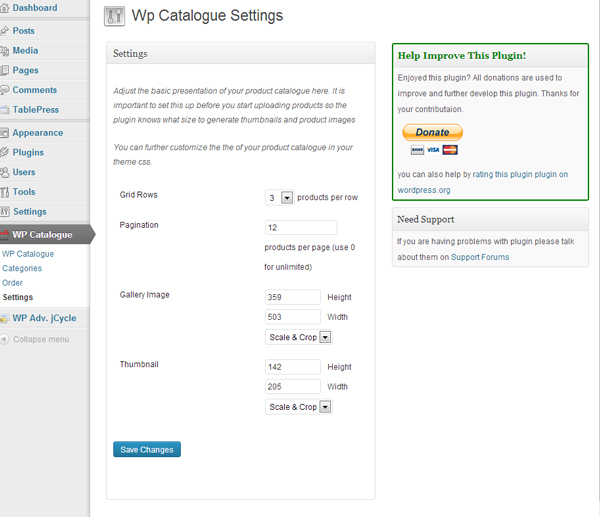 Dashboard
Posts
Media
Pages
Comments
TablePress
Appearance
Plugins
Users
Tools
Settings
WP Catalogue
WP Catalogue
Categories
Order
Settings
WP Adv. jCycle
Collapse menu
Wp Catalogue Settings
Settings
Adjust the basic presentation of your product catalogue here. It is
important to set this up before you start uploading products so the
plugin knows what size to generate thumbnails and product images
You can further customize the the of your product catalogue in your
theme css.
Grid Rows 3 products per row
Pagination 12
products per page (use 0
for unlimited)
Gallery Image 359 Height
503 Width
Scale & Crop
Thumbnail 142 Height
205 Width
Scale & Crop
Save Changes
Help Improve This Plugin!
Enjoyed this plugin? All donations are used to
improve and further develop this plugin. Thanks for
your contributaion.
Donate
VISA
you can also help by rating this plugin plugin on
wordpress.org
Need Support
If you are having problems with plugin please talk
about them on Support Forums